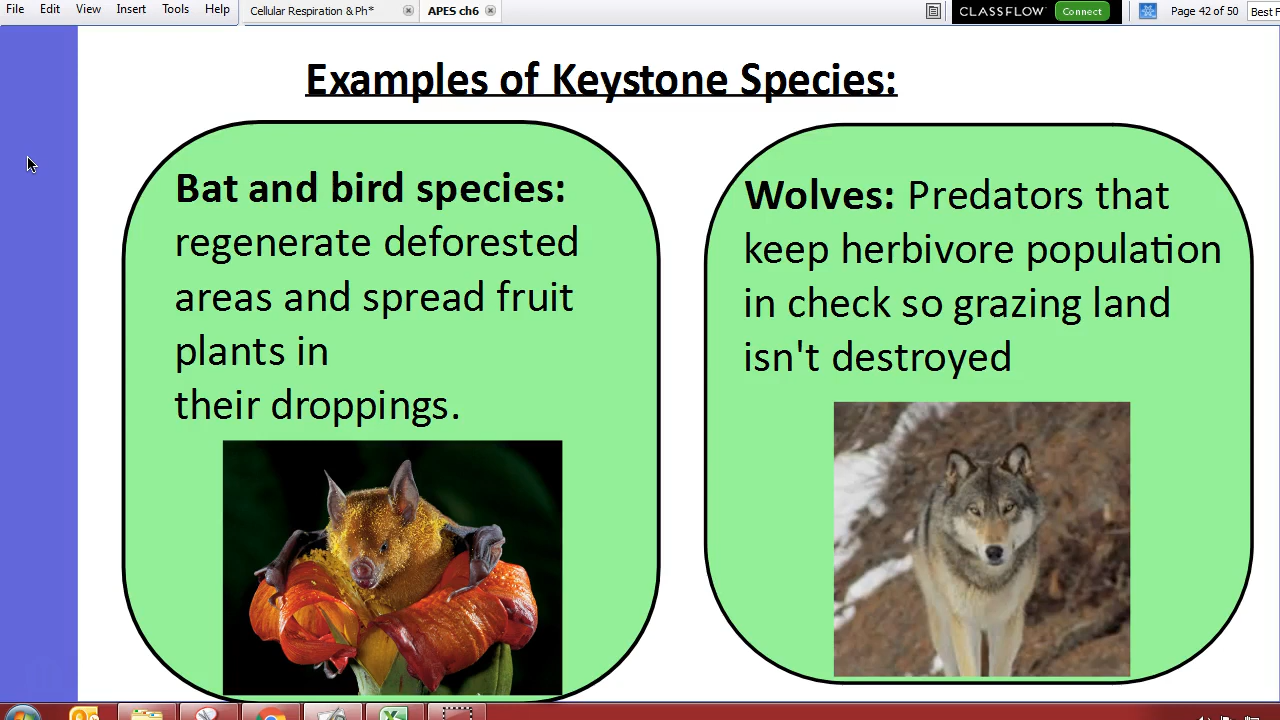 File Edit View Insert Tools Help
Cellular Respiration & Ph*
APES ch6
CLASSFLOW
Connect
Page 42 of 50
Best F
Examples of Keystone Species:
Bat and bird species:
regenerate deforested
areas and spread fruit
plants in
their droppings.
Wolves: Predators that
keep herbivore population
in check so grazing land
isn't destroyed